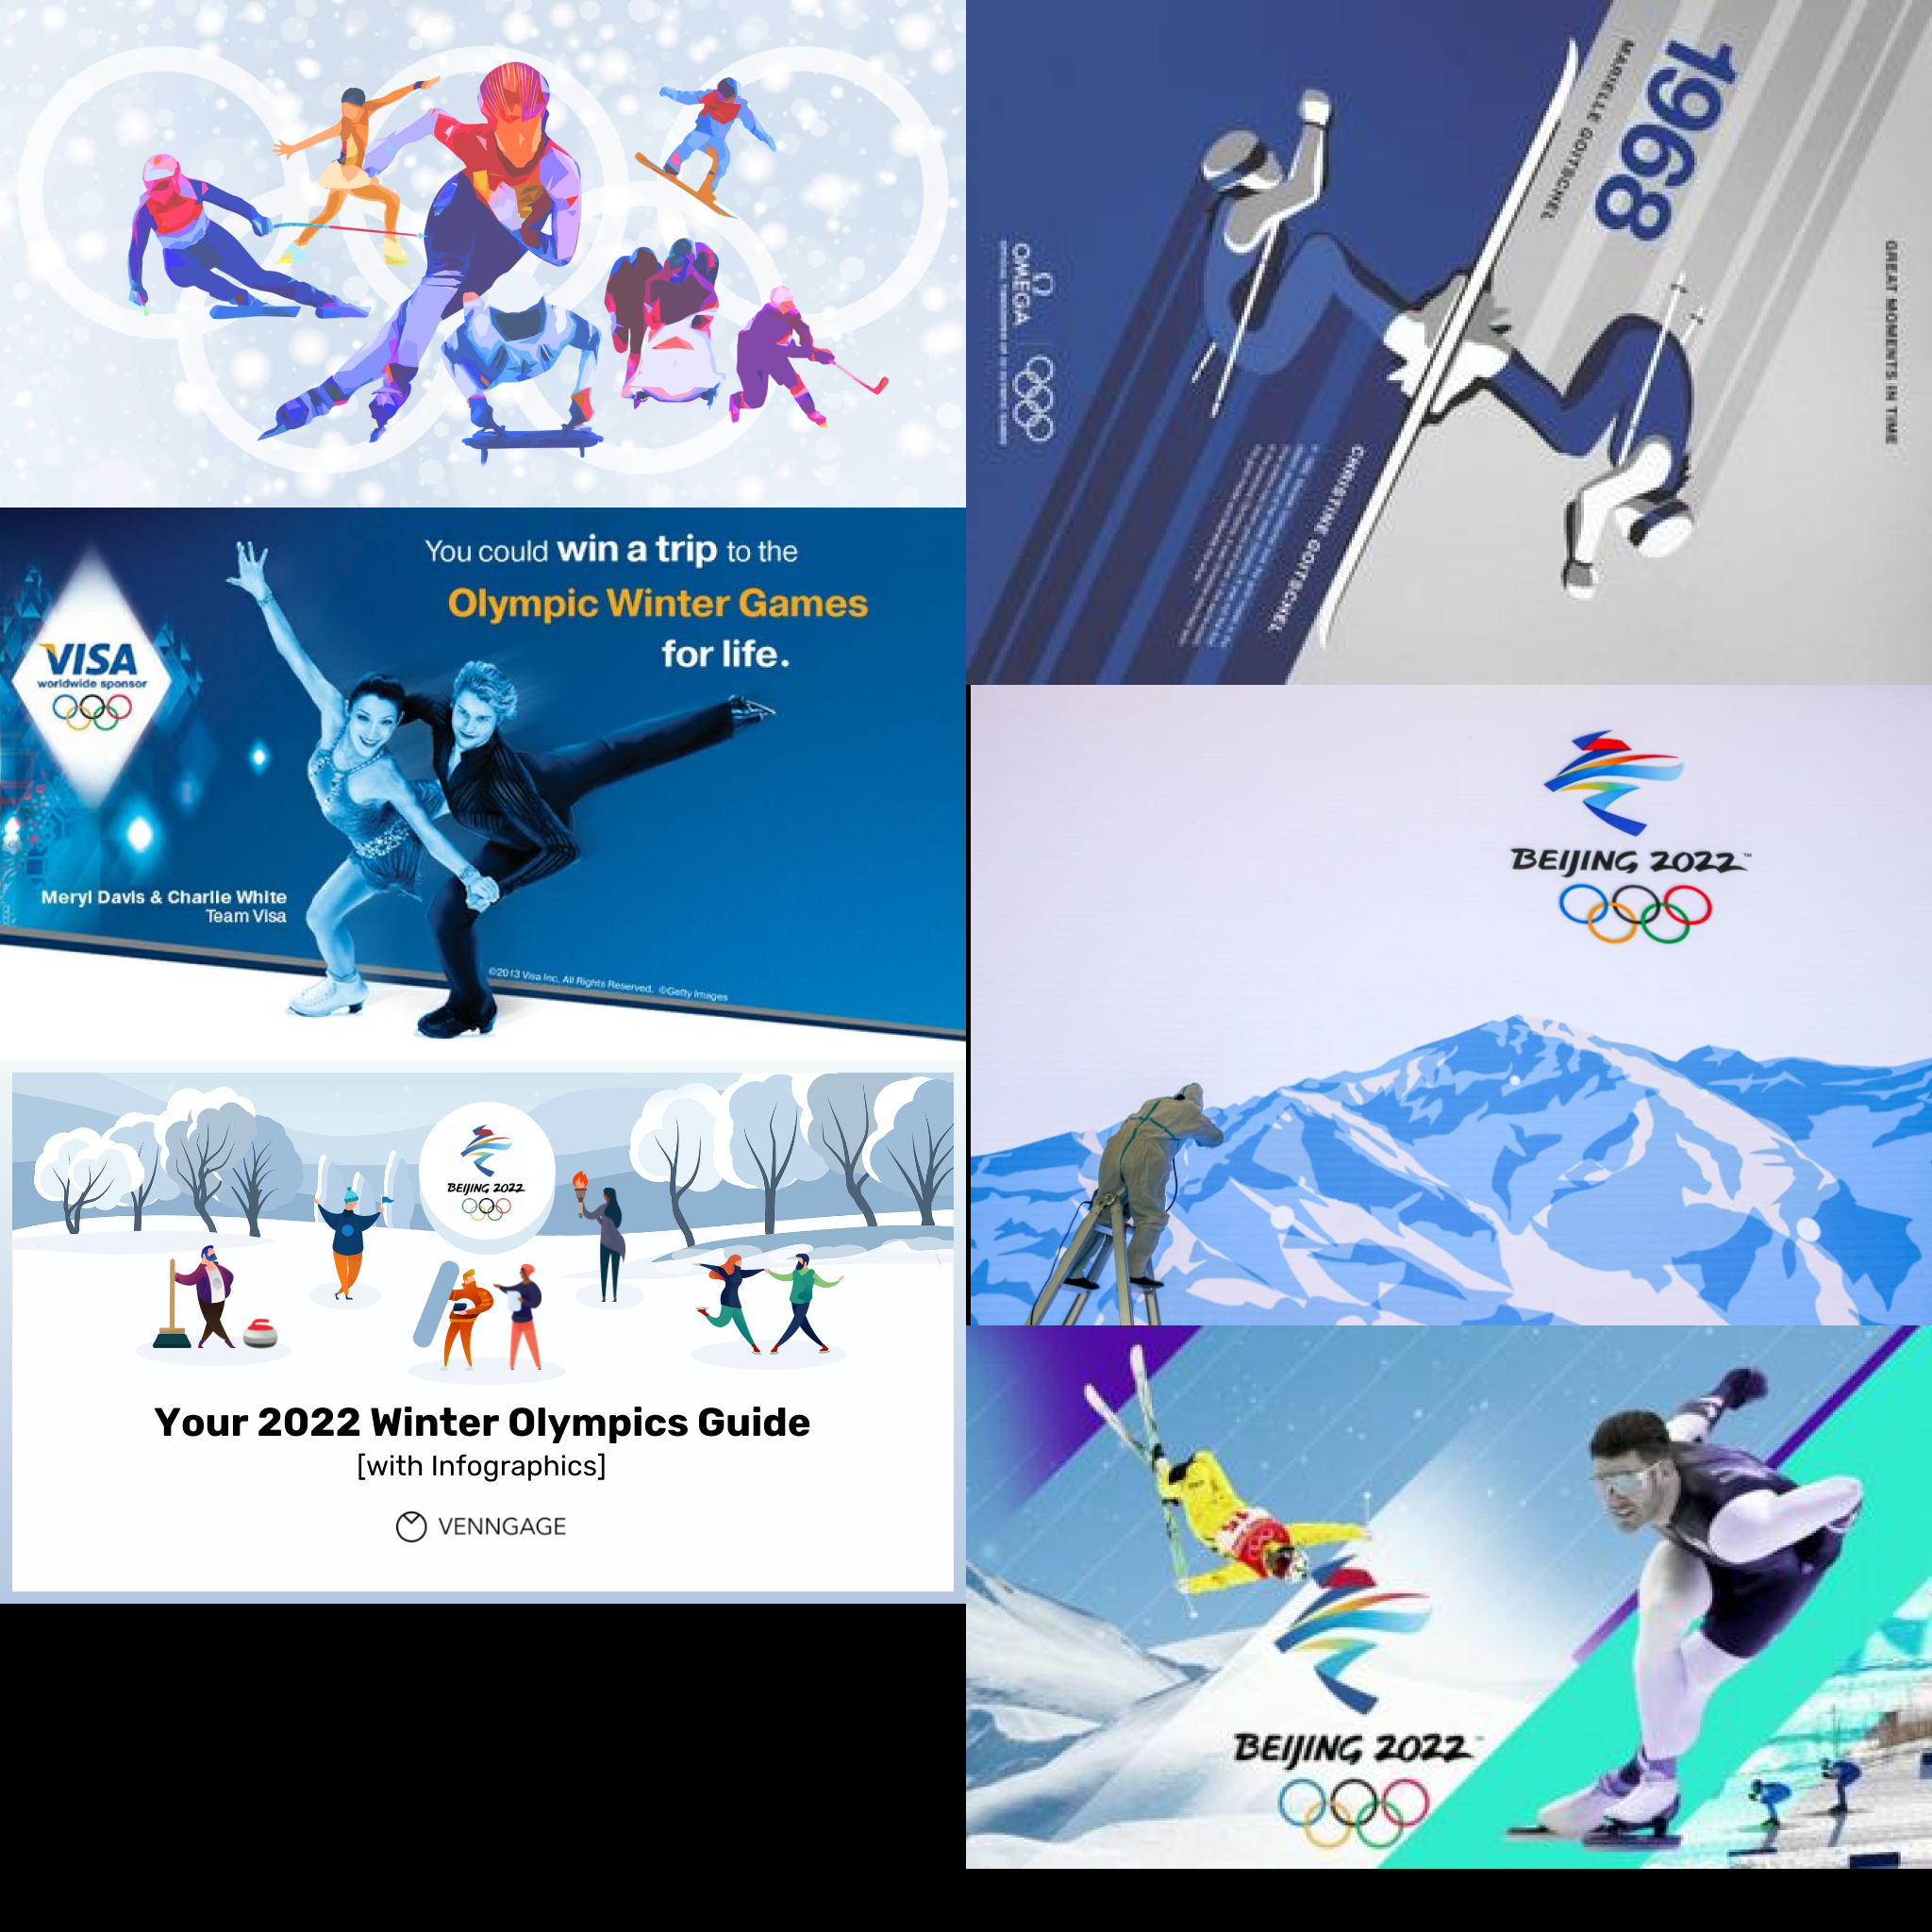 1968
MARIELLE GOITSCHEL
GREAT MOMENTS IN TIME
OMEGA
CHRISTINE GOITSCHEL
You could win a trip to the
Olympic Winter Games
for life.
VISA
worldwide sponsor
Meryl Davis & Charlie White
Team Visa
©2013 Visa Inc. All Rights Reserved. ©Getty Images
BEIJING 2022™
BEIJING 2022
Your 2022 Winter Olympics Guide
[with Infographics]
VENNGAGE
BEIJING 2022